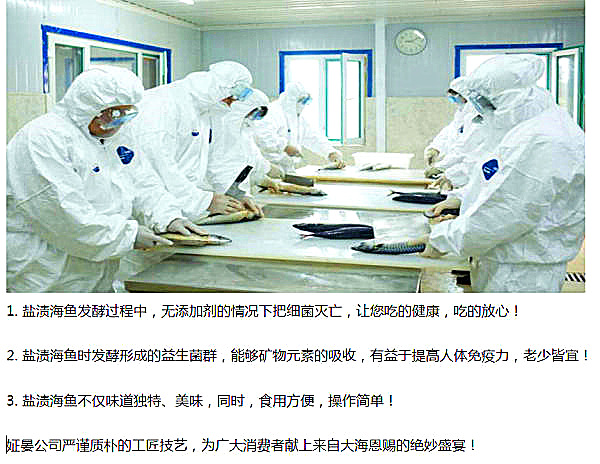 1. 盐渍海鱼发酵过程中，无添加剂的情况下把细菌灭亡，让您吃的健康，吃的放心！
2. 盐渍海鱼时发酵形成的益生菌群，能够矿物元素的吸收，有益于提高人体免疫力，老少皆宜！
3. 盐渍海鱼不仅味道独特、美味，同时，食用方便，操作简单！
姃晏公司严谨质朴的工匠技艺，为广大消费者献上来自大海恩赐的绝妙盛宴！